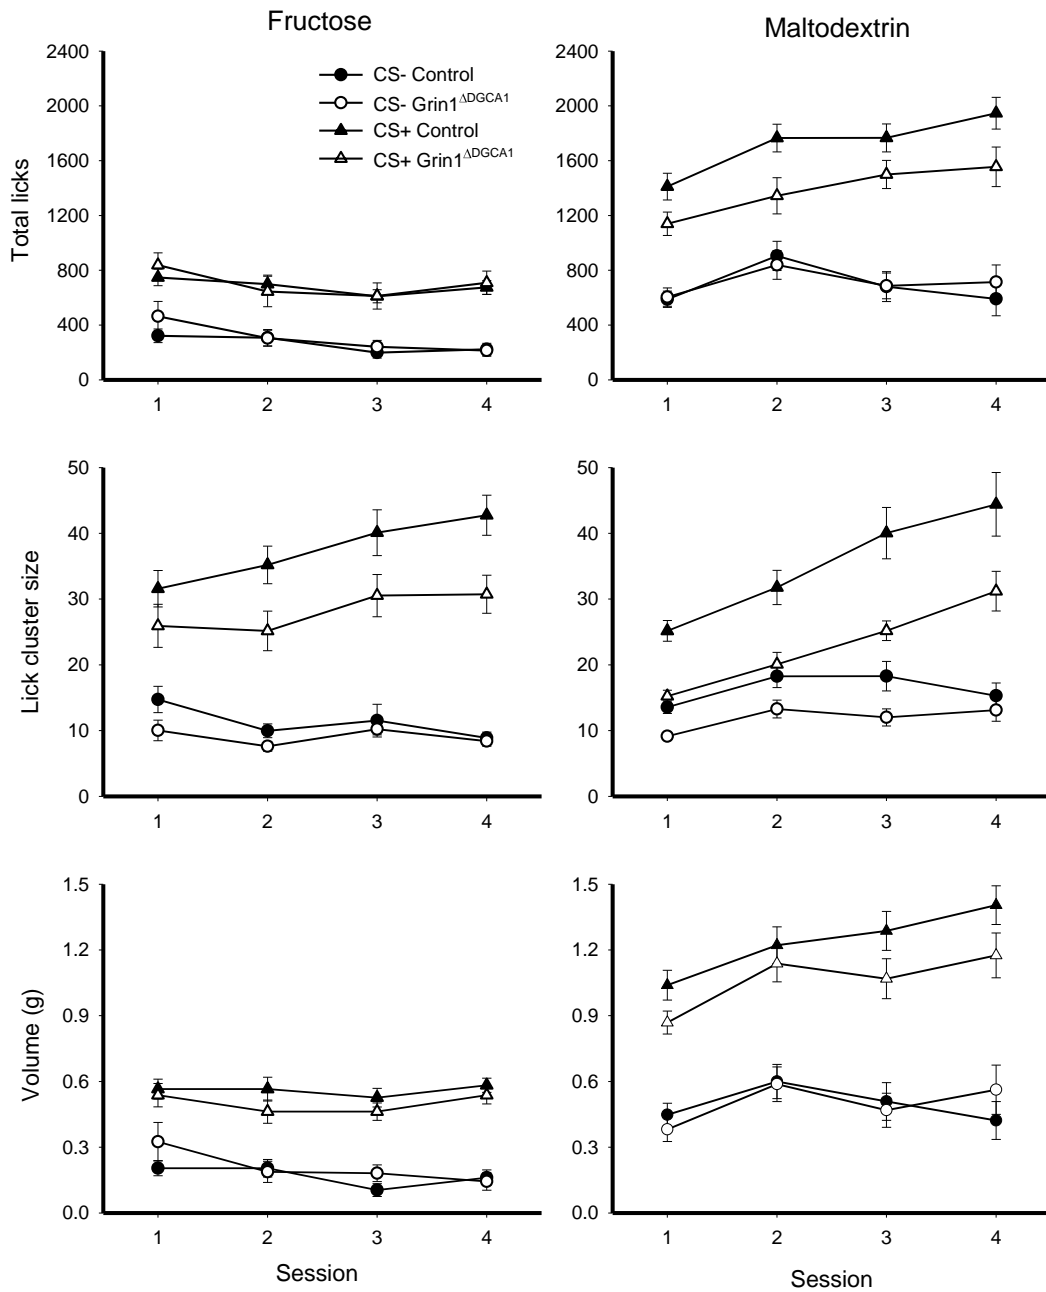 Fructose
Maltodextrin
CS- Control
CS- Grin1ΔDGCA1
CS+ Control
CS+ Grin1ΔDGCA1
Total licks
2400
2000
1600
1200
800
400
0
1 2 3 4
2400
2000
1600
1200
800
400
0
1 2 3 4
Lick cluster size
50
40
30
20
10
0
1 2 3 4
50
40
30
20
10
0
1 2 3 4
Volume (g)
1.5
1.2
0.9
0.6
0.3
0.0
1 2 3 4
Session
1.5
1.2
0.9
0.6
0.3
0.0
1 2 3 4
Session